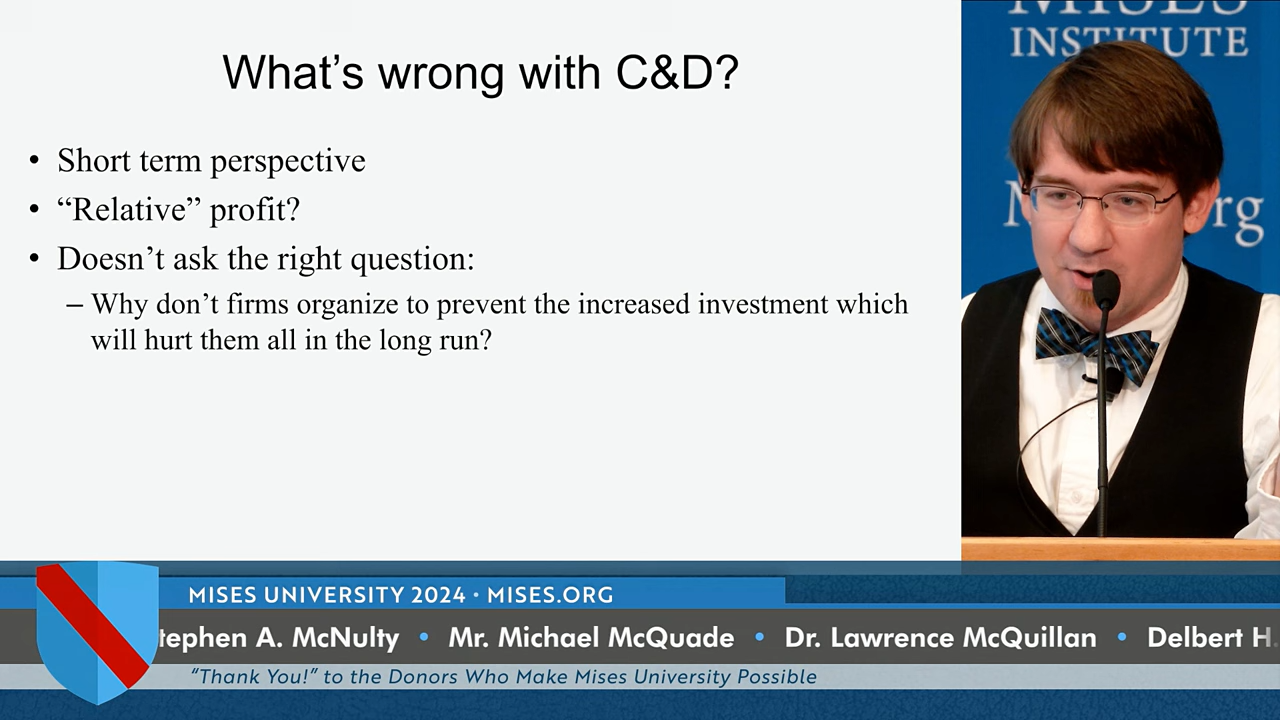 What's wrong with C&D?
• Short term perspective
• “Relative” profit?
• Doesn't ask the right question:
– Why don't firms organize to prevent the increased investment which
will hurt them all in the long run?
MISES
INSTITUTE
rg
MISES UNIVERSITY 2024 • MISES.ORG
tephen A. McNulty • Mr. Michael McQuade • Dr. Lawrence McQuillan • Delbert H.
“Thank You!” to the Donors Who Make Mises University Possible